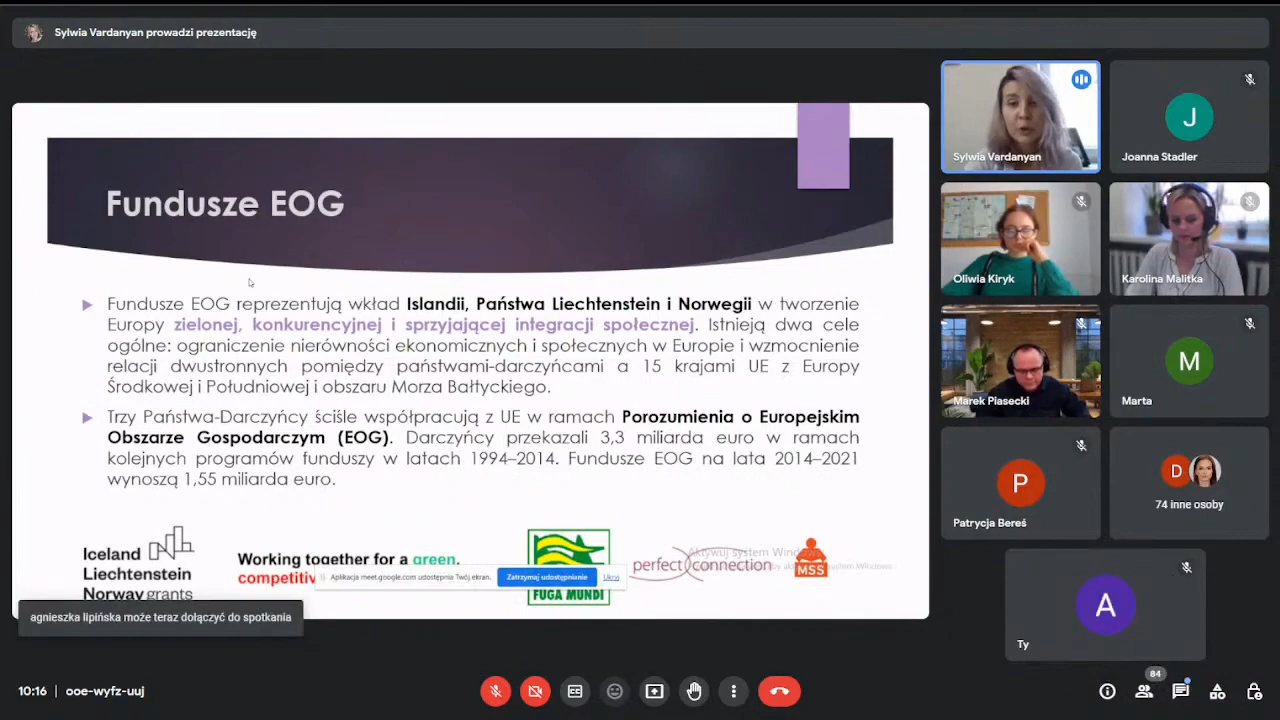 Sylwia Vardanyan prowadzi prezentację
Fundusze EOG
Fundusze EOG reprezentują wkład Islandii, Państwa Liechtenstein i Norwegii w tworzenie
Europy zielonej, konkurencyjnej i sprzyjającej integracji społecznej. Istnieją dwa cele
ogólne: ograniczenie nierówności ekonomicznych i społecznych w Europie i wzmocnienie
relacji dwustronnych pomiędzy państwami-darczyńcami a 15 krajami UE z Europy
Środkowej i Południowej i obszaru Morza Bałtyckiego.
Trzy Państwa-Darczyńcy ściśle współpracują z UE w ramach Porozumienia o Europejskim
Obszarze Gospodarczym (EOG). Darczyńcy przekazali 3,3 miliarda euro w ramach
kolejnych programów funduszy w latach 1994–2014. Fundusze EOG na lata 2014–2021
wynoszą 1,55 miliarda euro.
Iceland
Liechtenstein
Norway grants
Working together for a green,
competitiv
Aplikacja meet.google.com udostępnia Twój ekran.
Zatrzymaj udostępnianie
Ukryj
FUGA MUNDI
perfect connection
Aktywuj system Windows
MSS
agnieszka lipińska może teraz dołączyć do spotkania
Sylwia Vardanyan
J
Joanna Stadler
Oliwia Kiryk
Karolina Malitka
Marek Piasecki
M
Marta
P
Patrycja Bereś
D
74 inne osoby
A
Ty
10:16 | ooe-wyfz-uuj
84